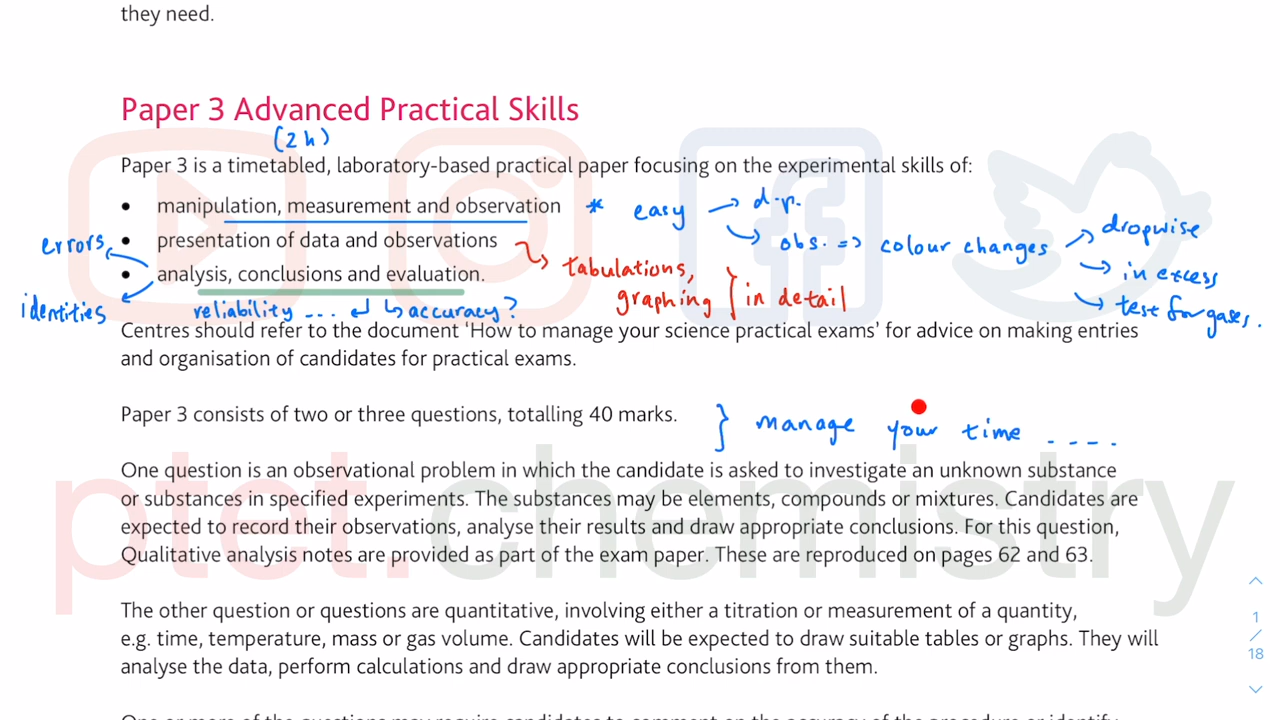 they need.
Paper 3 Advanced Practical Skills
(2h)
Paper 3 is a timetabled, laboratory-based practical paper focusing on the experimental skills of:
• manipulation, measurement and observation * easy → d.p.
↳ obs. => colour changes → dropwise
→ in excess
→ test for gases.
errors
• presentation of data and observations
tabulations,
graphing } in detail
• analysis, conclusions and evaluation.
identities
reliability ... ↲ ↳ accuracy?
Centres should refer to the document ‘How to manage your science practical exams’ for advice on making entries
and organisation of candidates for practical exams.
Paper 3 consists of two or three questions, totalling 40 marks. } manage your time ....
One question is an observational problem in which the candidate is asked to investigate an unknown substance
or substances in specified experiments. The substances may be elements, compounds or mixtures. Candidates are
expected to record their observations, analyse their results and draw appropriate conclusions. For this question,
Qualitative analysis notes are provided as part of the exam paper. These are reproduced on pages 62 and 63.
ptet.chemistry
The other question or questions are quantitative, involving either a titration or measurement of a quantity,
e.g. time, temperature, mass or gas volume. Candidates will be expected to draw suitable tables or graphs. They will
analyse the data, perform calculations and draw appropriate conclusions from them.
1
/
18